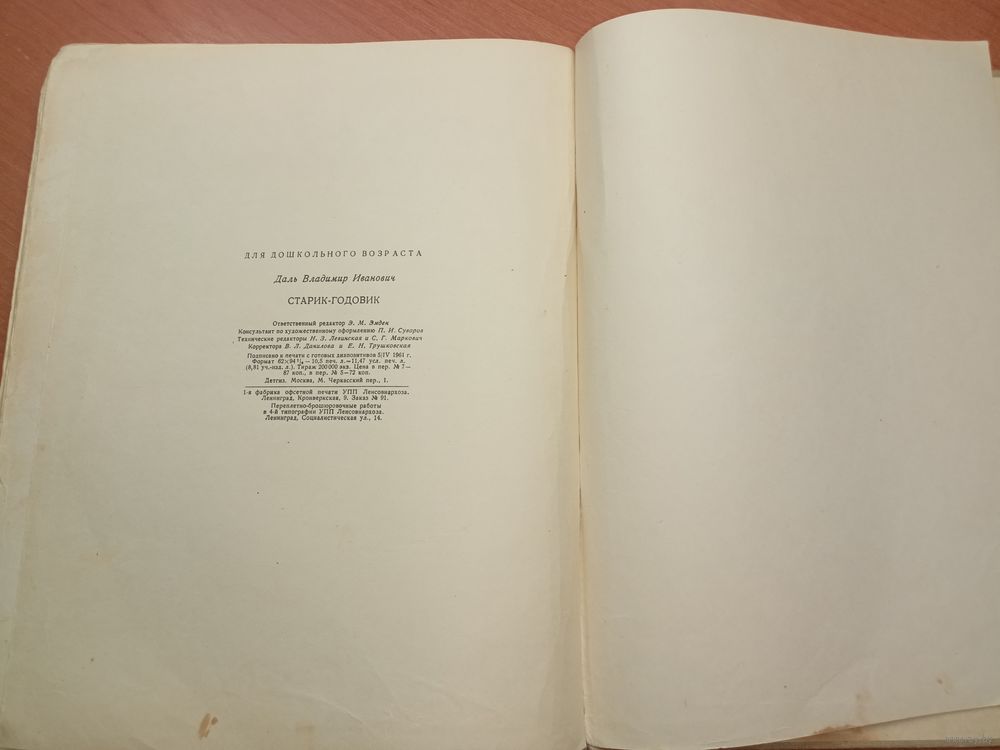 ДЛЯ ДОШКОЛЬНОГО ВОЗРАСТА
Даль Владимир Иванович
СТАРИК-ГОДОВИК
Ответственный редактор Э. М. Эмден
Консультант по художественному оформлению П. И. Суворов
Технические редакторы Н. З. Левинская и С. Г. Маркович
Корректора В. Л. Данилова и Е. Н. Трушковская
Подписано к печати с готовых диапозитивов 5/IV 1961 г.
Формат 62×94 1/8 — 10,5 печ. л.—11,47 усл. печ. л.
(8,81 уч.-изд. л.). Тираж 200 000 экз. Цена в пер. № 7—
87 коп., в пер. № 5—72 коп.
Детгиз. Москва, М. Черкасский пер., 1.
1-я фабрика офсетной печати УПП Ленсовнархоза.
Ленинград, Кронверкская, 9. Заказ № 91.
Переплетно-брошюровочные работы
в 4-й типографии УПП Ленсовнархоза.
Ленинград, Социалистическая ул., 14.